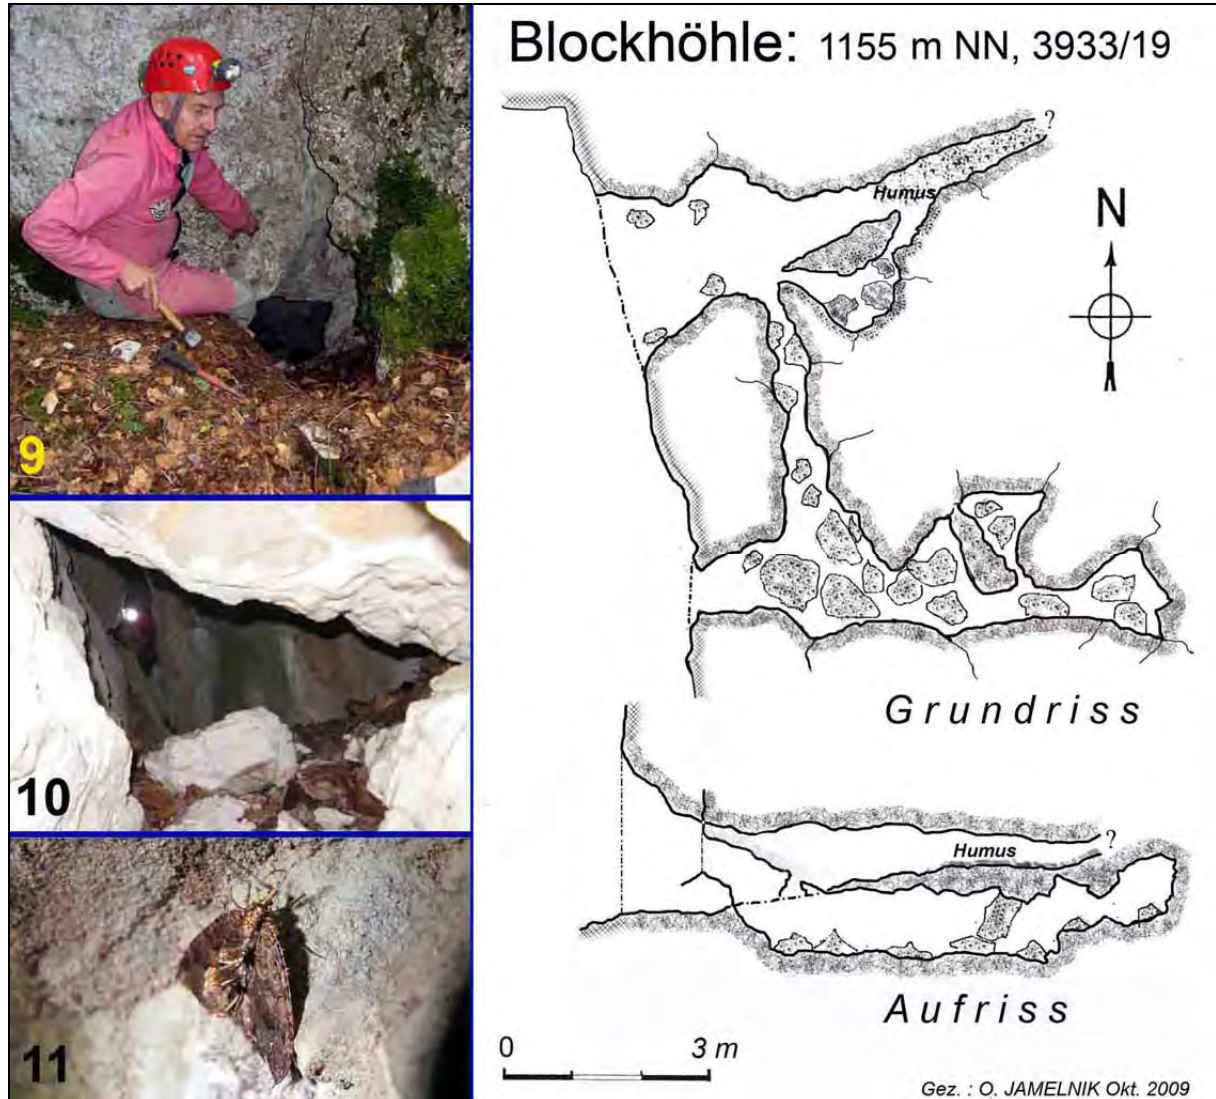 9
10
11
Blockhöhle: 1155 m NN, 3933/19
?
Humus
N
Grundriss
?
Humus
Aufriss
0 3 m
Gez. : O. JAMELNIK Okt. 2009